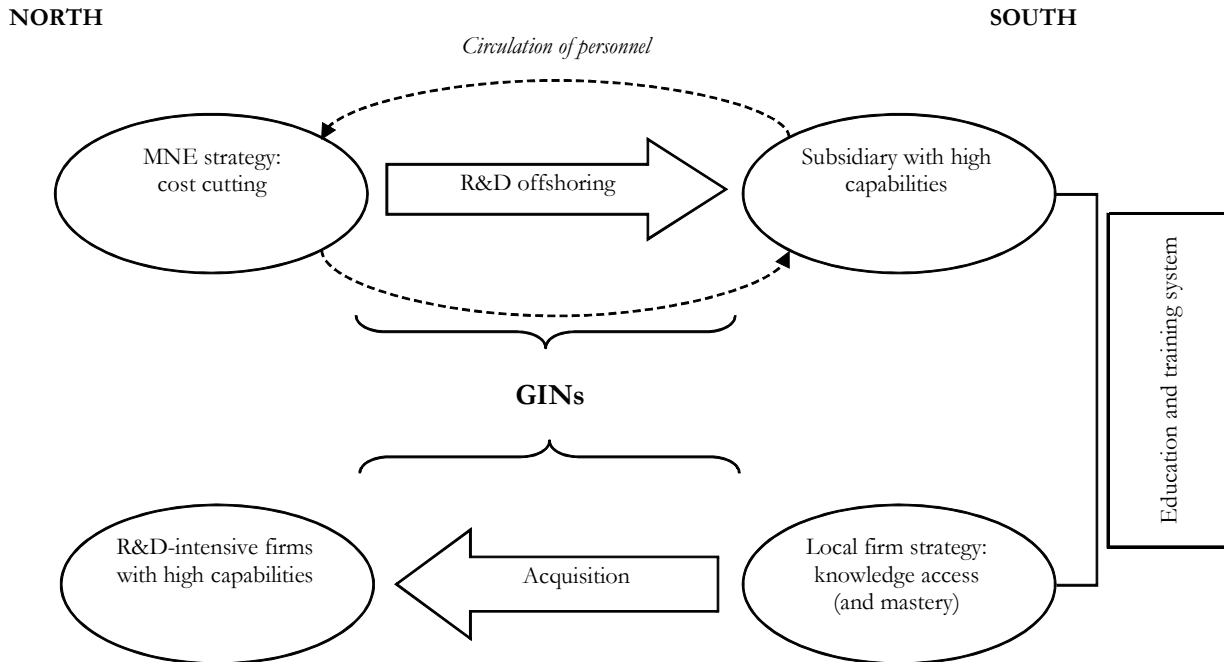 NORTH
SOUTH
Circulation of personnel
MNE strategy:
cost cutting
R&D offshoring
Subsidiary with high
capabilities
Education and training system
GINs
R&D-intensive firms
with high capabilities
Acquisition
Local firm strategy:
knowledge access
(and mastery)